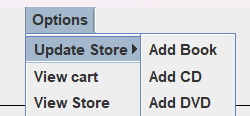 Options
Update Store
View cart
View Store
Add Book
Add CD
Add DVD